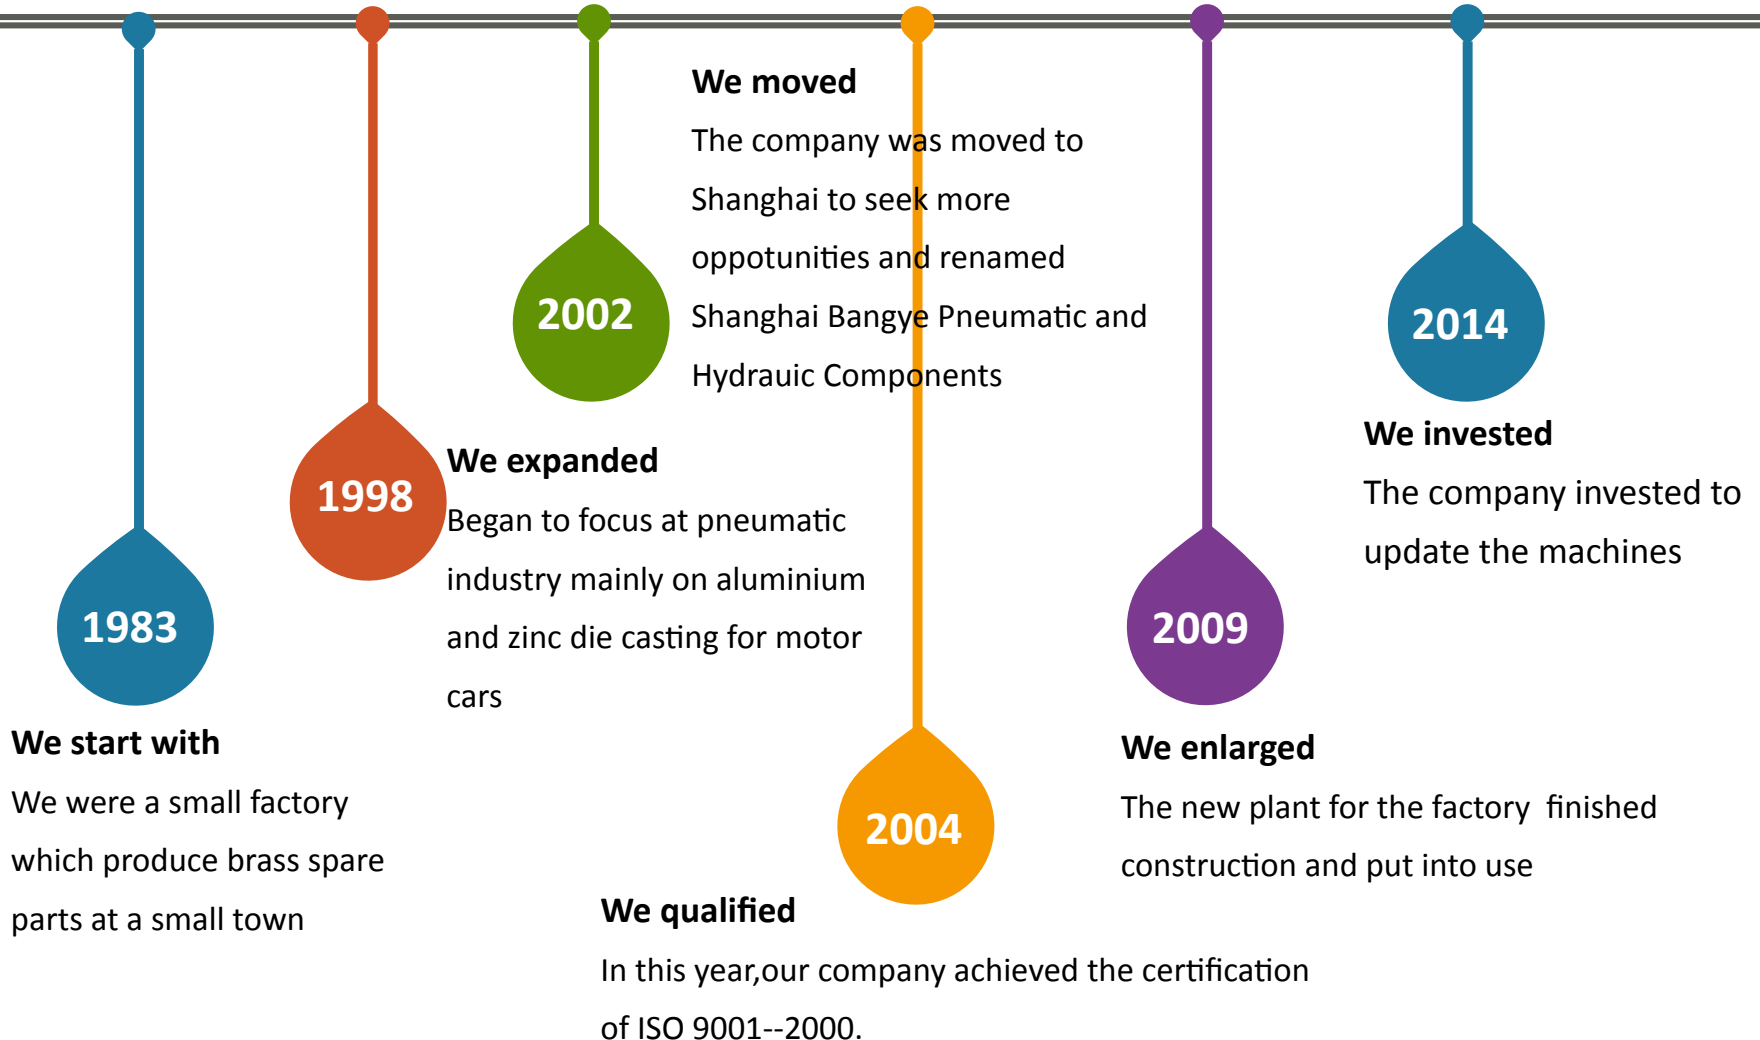 1983
We start with
We were a small factory
which produce brass spare
parts at a small town
1998
We expanded
Began to focus at pneumatic
industry mainly on aluminium
and zinc die casting for motor
cars
2002
We moved
The company was moved to
Shanghai to seek more
oppotunities and renamed
Shanghai Bangye Pneumatic and
Hydrauic Components
2004
We qualified
In this year,our company achieved the certification
of ISO 9001--2000.
2009
We enlarged
The new plant for the factory  finished
construction and put into use
2014
We invested
The company invested to
update the machines